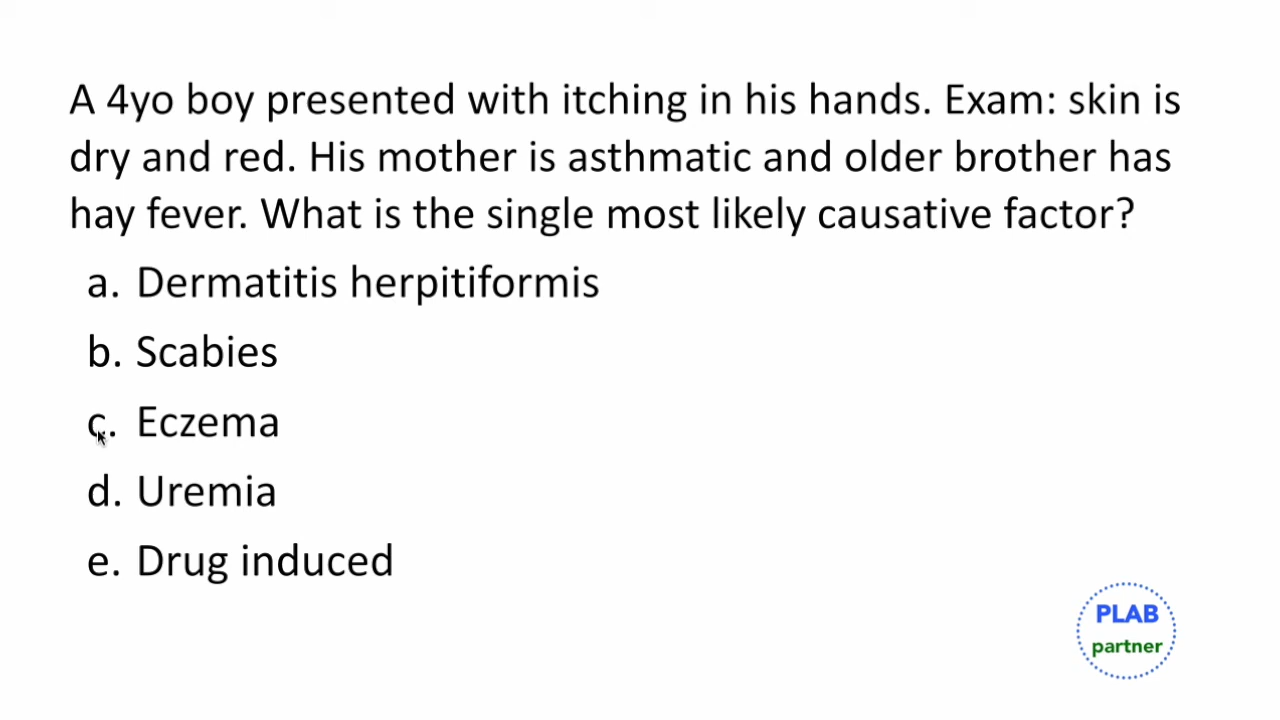 A 4yo boy presented with itching in his hands. Exam: skin is
dry and red. His mother is asthmatic and older brother has
hay fever. What is the single most likely causative factor?
a. Dermatitis herpitiformis
b. Scabies
c. Eczema
d. Uremia
e. Drug induced
PLAB
partner